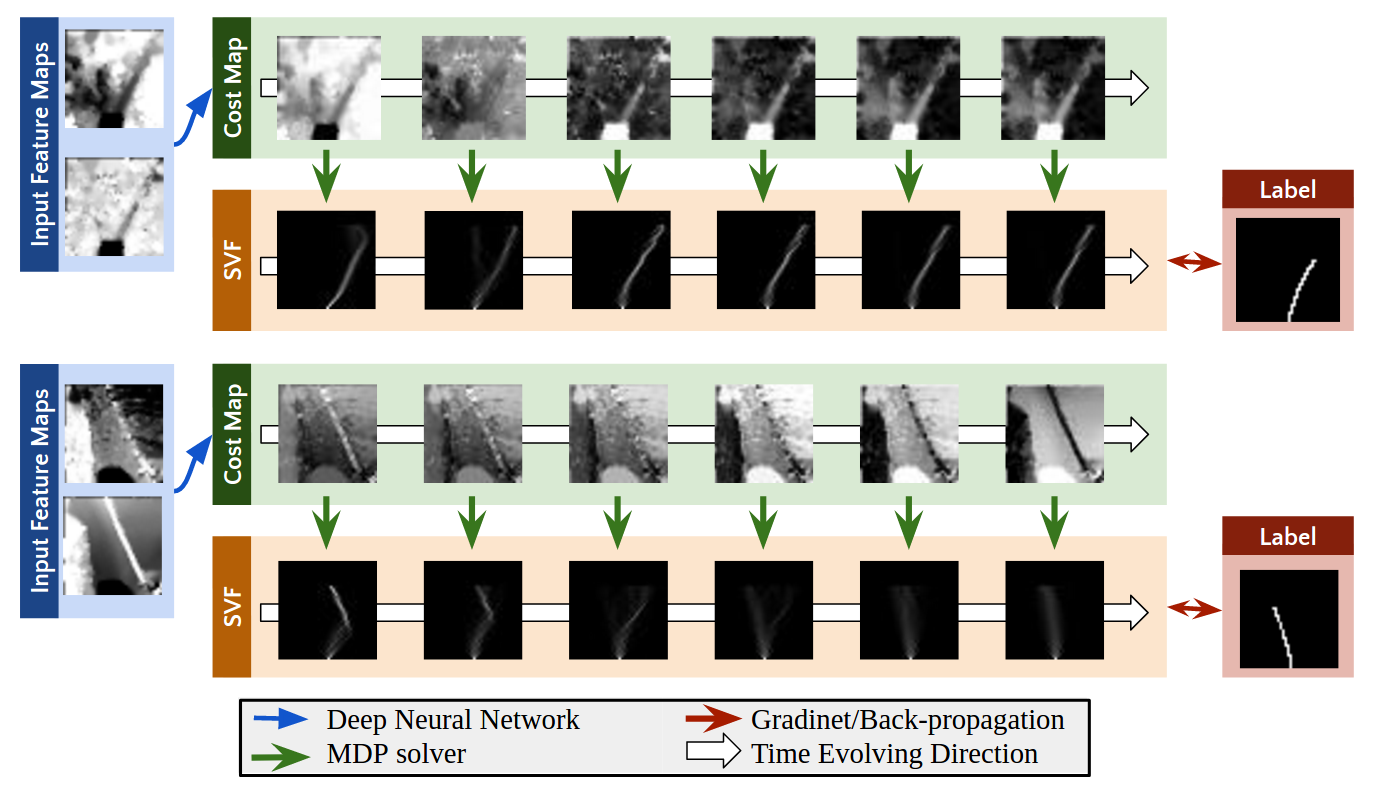 Input Feature Maps
Cost Map
SVF
Label
Input Feature Maps
Cost Map
SVF
Label
Deep Neural Network
Gradinet/Back-propagation
MDP solver
Time Evolving Direction